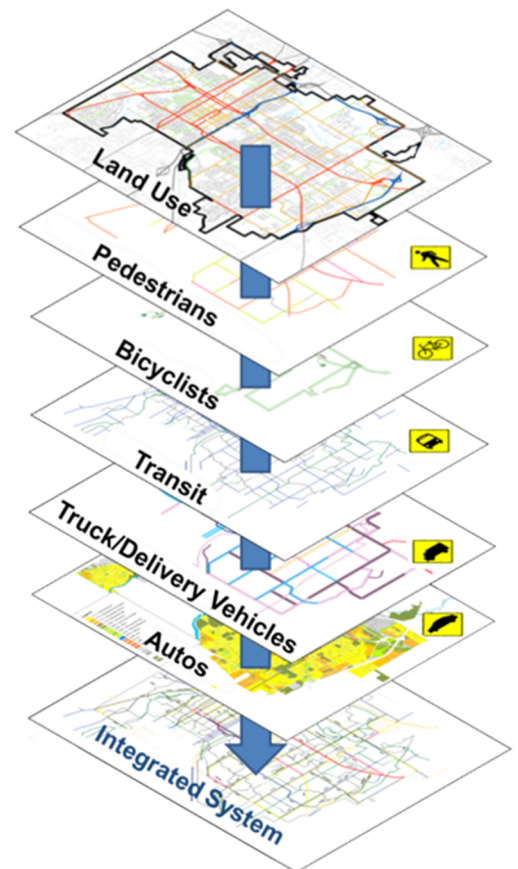 Land Use
Pedestrians
Bicyclists
Transit
Truck/Delivery Vehicles
Autos
Integrated System